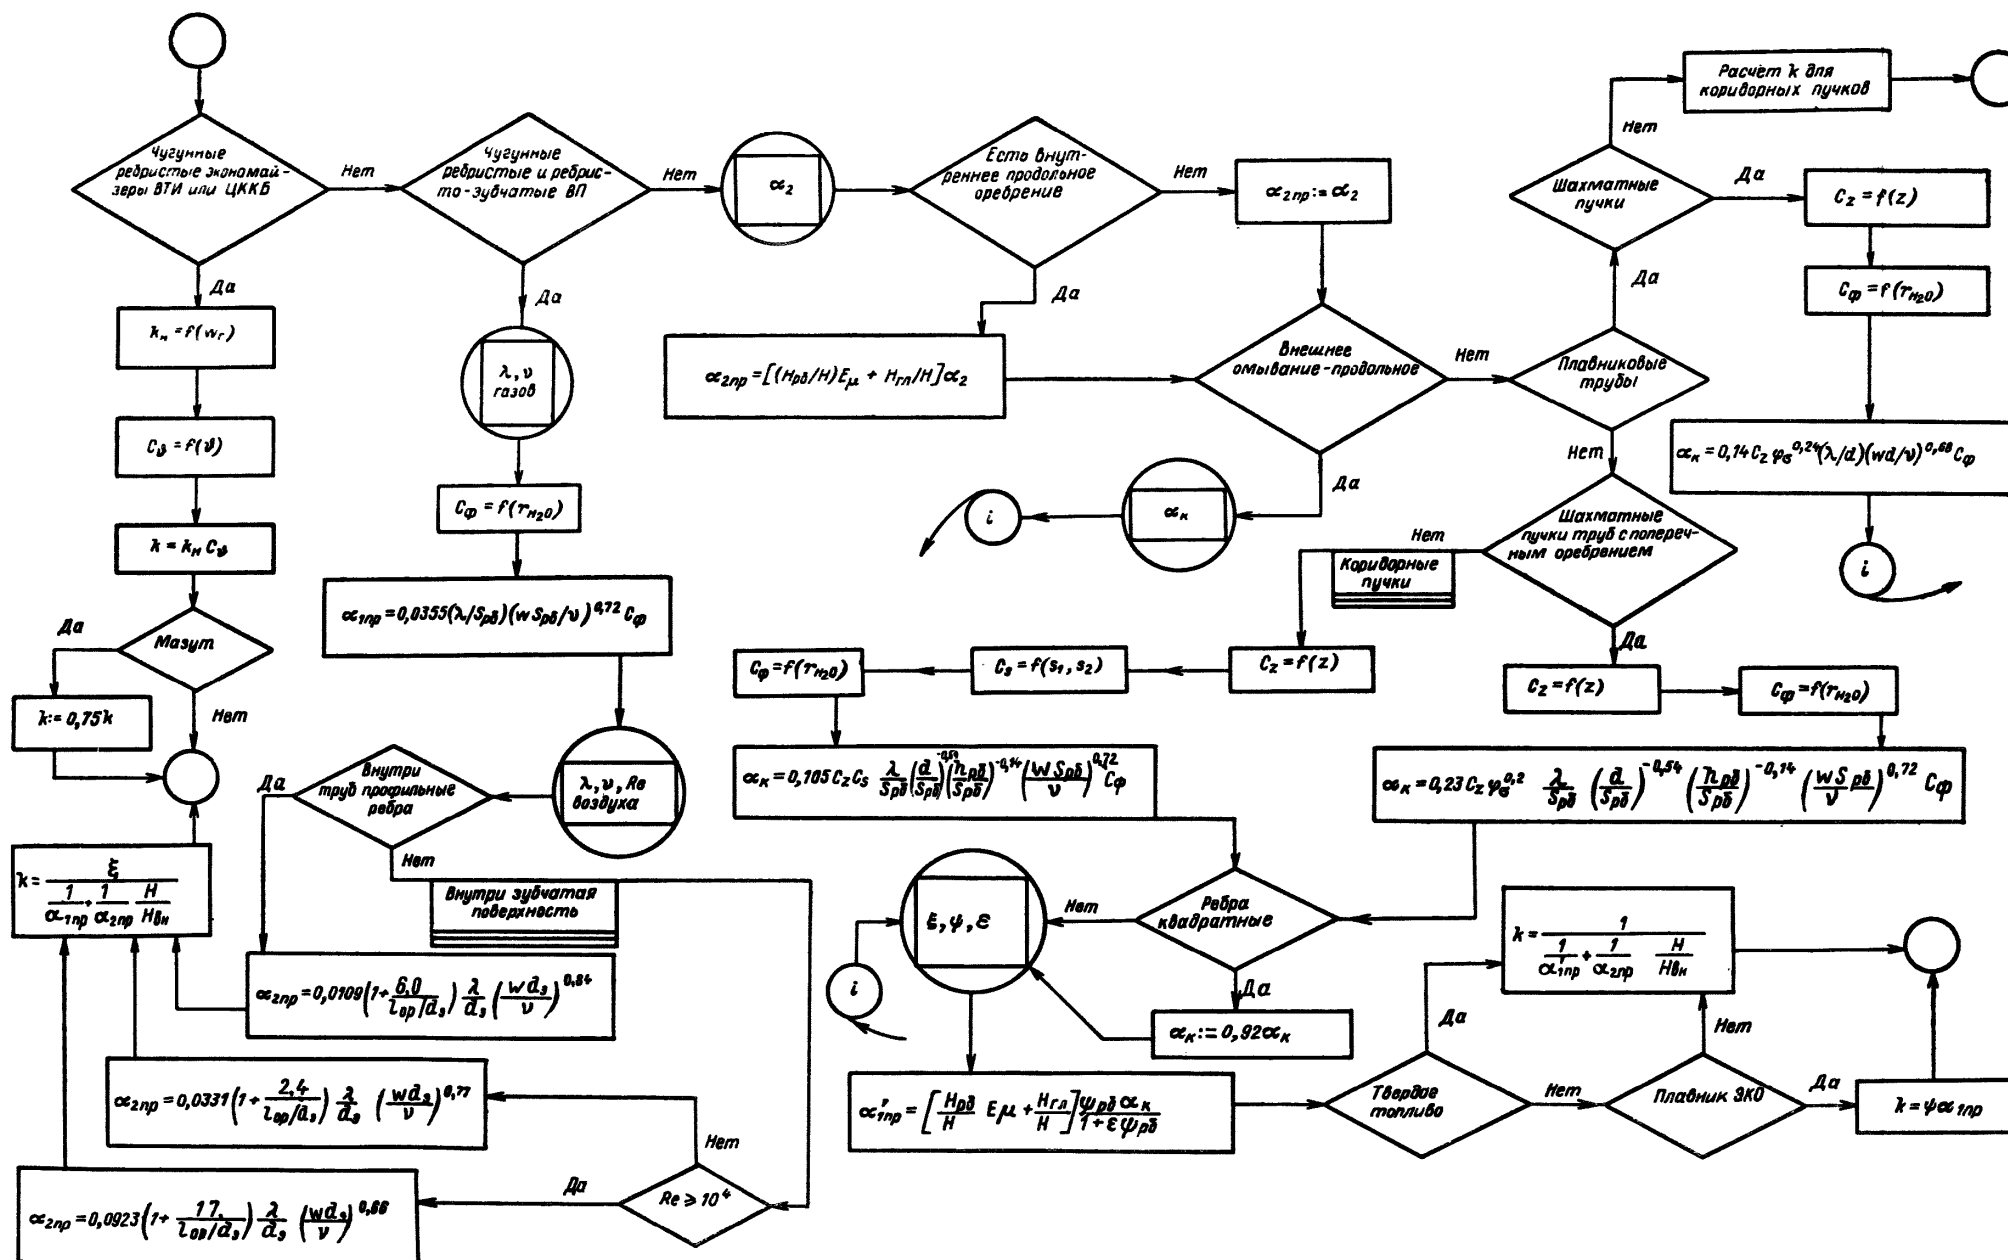 Чугунные
ребристые экономай-
зеры ВТИ или ЦККБ
Нет
Да
kн = f(wг)
Cϑ = f(ϑ)
k = kн Cϑ
Мазут
Да
Нет
k := 0,75k
Чугунные
ребристые и ребрис-
то-зубчатые ВП
Нет
Да
λ, ν
газов
Cф = f(rH2O)
α1пр = 0,0355(λ/Sрб)(wSрб/ν)^0,72 Cф
λ, ν, Re
воздуха
Внутри
труб профильные
ребра
Да
Нет
Внутри зубчатая
поверхность
k = ξ / (1/α1пр + 1/α2пр H/Hвн)
α2пр = 0,0109(1 + 6,0/(lор/dэ)) λ/dэ (wdэ/ν)^0,84
α2пр = 0,0331(1 + 2,4/(lор/dэ)) λ/dэ (wdэ/ν)^0,77
Нет
Re ≥ 10^4
Да
α2пр = 0,0923(1 + 17,/(lор/dэ)) λ/dэ (wdэ/ν)^0,66
α2
Есть внут-
реннее продольное
оребрение
Нет
Да
α2пр := α2
α2пр = [(Hрб/H)Eμ + Hгл/H]α2
Внешнее
омывание-продольное
Нет
Да
αк
i
Плавниковые
трубы
Да
Нет
Шахматные
пучки
Нет
Расчёт k для
коридорных пучков
Да
Cz = f(z)
Cф = f(rH2O)
αк = 0,14 Cz φσ^0,24(λ/d)(wd/ν)^0,68 Cф
i
Шахматные
пучки труб с попереч-
ным оребрением
Нет
Коридорные
пучки
Да
Cz = f(z)
Cs = f(s1, s2)
Cф = f(rH2O)
αк = 0,105 Cz Cs λ/Sрб (d/Sрб)^-0,54 (hрб/Sрб)^-0,14 (wSрб/ν)^0,72 Cф
Cz = f(z)
Cф = f(rH2O)
αк = 0,23 Cz φσ^0,2 λ/Sрб (d/Sрб)^-0,54 (hрб/Sрб)^-0,14 (wSрб/ν)^0,72 Cф
Ребра
квадратные
Нет
Да
αк := 0,92αк
ξ, ψ, ε
i
α'1пр = [Hрб/H Eμ + Hгл/H] ψрб αк/(1 + εψрб)
Твердое
топливо
Да
Нет
k = 1 / (1/α'1пр + 1/α2пр H/Hвн)
Плавник ЭКО
Нет
Да
k = ψα1пр